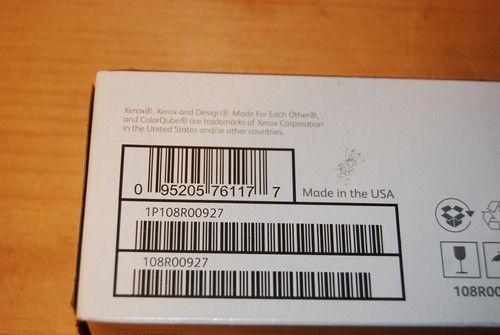 Xerox®, Xerox and Design®, Made For Each Other®,
and ColorQube® are trademarks of Xerox Corporation
in the United States and/or other countries.
0 95205 76117 7
Made in the USA
1P108R00927
108R00927
108R00